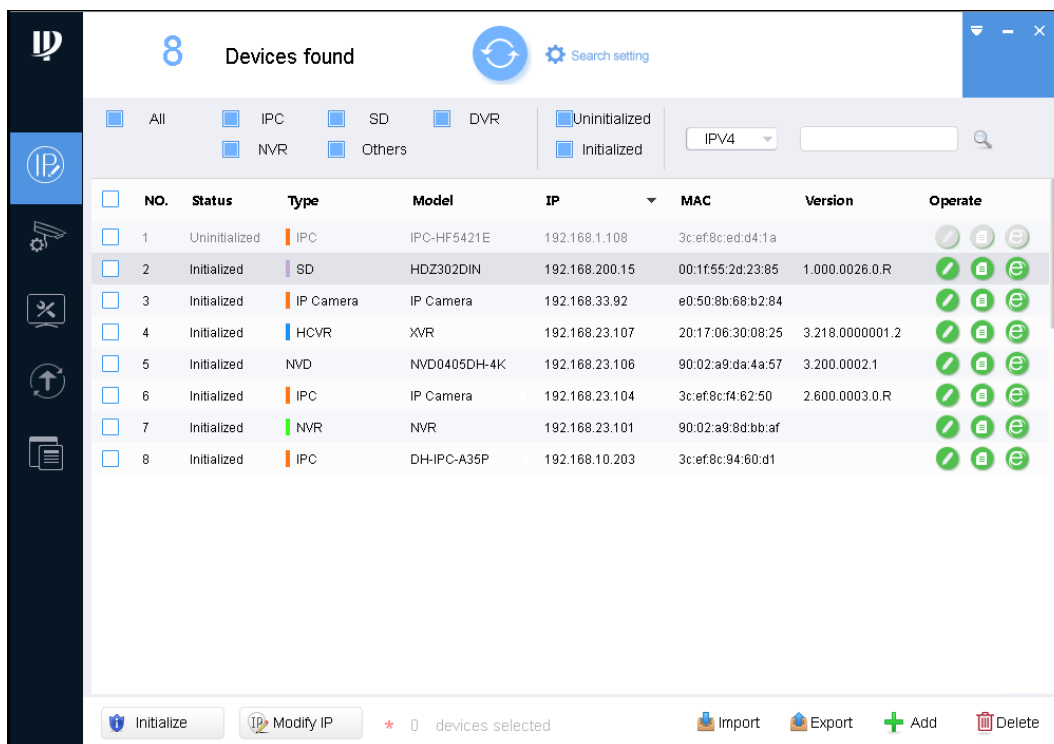 8 Devices found Search setting
All IPC SD DVR Uninitialized
NVR Others Initialized IPV4
NO. Status Type Model IP MAC Version Operate
1 Uninitialized IPC IPC-HF5421E 192.168.1.108 3c:ef:8c:ed:d4:1a
2 Initialized SD HDZ302DIN 192.168.200.15 00:1f:55:2d:23:85 1.000.0026.0.R
3 Initialized IP Camera IP Camera 192.168.33.92 e0:50:8b:68:b2:84
4 Initialized HCVR XVR 192.168.23.107 20:17:06:30:08:25 3.218.0000001.2
5 Initialized NVD NVD0405DH-4K 192.168.23.106 90:02:a9:da:4a:57 3.200.0002.1
6 Initialized IPC IP Camera 192.168.23.104 3c:ef:8c:f4:62:50 2.600.0003.0.R
7 Initialized NVR NVR 192.168.23.101 90:02:a9:8d:bb:af
8 Initialized IPC DH-IPC-A35P 192.168.10.203 3c:ef:8c:94:60:d1
Initialize IP Modify IP * 0 devices selected Import Export Add Delete